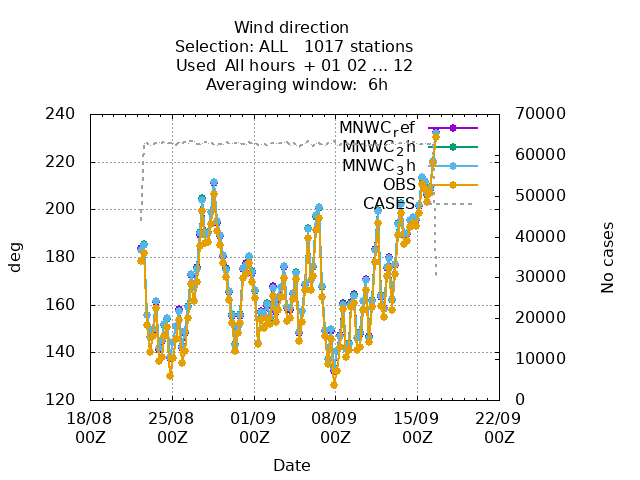 Wind direction
Selection: ALL 1017 stations
Used All hours + 01 02 ... 12
Averaging window: 6h
240 70000
MNWC_ref
MNWC_2h
220 60000
MNWC_3h
OBS
200 50000
CASES
180 40000
deg
No cases
30000
160 20000
140 10000
120 0
18/08 25/08 01/09 08/09 15/09 22/09
00Z 00Z 00Z 00Z 00Z 00Z
Date